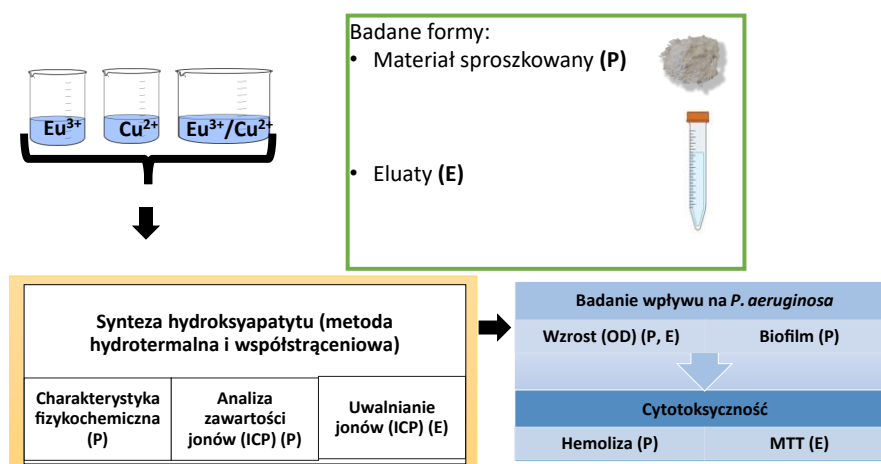 Badane formy:
• Materiał sproszkowany (P)
• Eluaty (E)
Eu³⁺
Cu²⁺
Eu³⁺/Cu²⁺
Synteza hydroksyapatytu (metoda
hydrotermalna i współstrąceniowa)
Charakterystyka
fizykochemiczna
(P)
Analiza
zawartości
jonów (ICP) (P)
Uwalnianie
jonów (ICP) (E)
Badanie wpływu na P. aeruginosa
Wzrost (OD) (P, E)
Biofilm (P)
Cytotoksyczność
Hemoliza (P)
MTT (E)